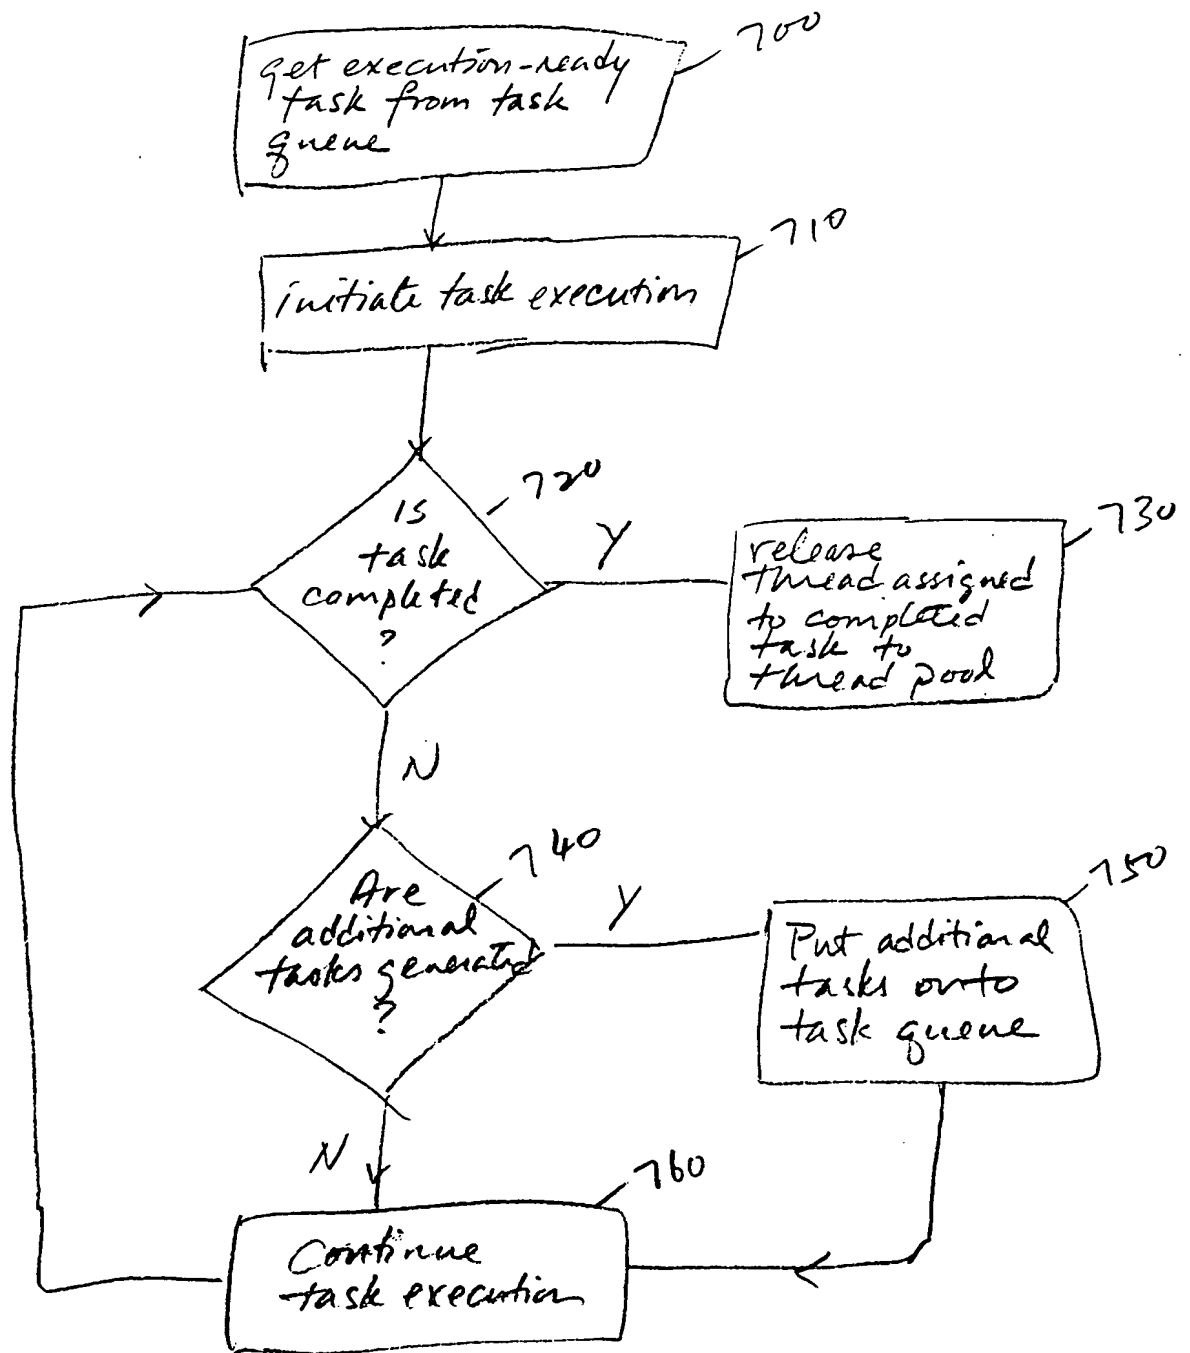 700
get execution-ready
task from task
queue
710
initiate task execution
720
Is
task
completed
?
Y
730
release
thread assigned
to completed
task to
thread pool
N
740
Are
additional
tasks generated
?
Y
750
Put additional
tasks onto
task queue
N
760
Continue
task execution